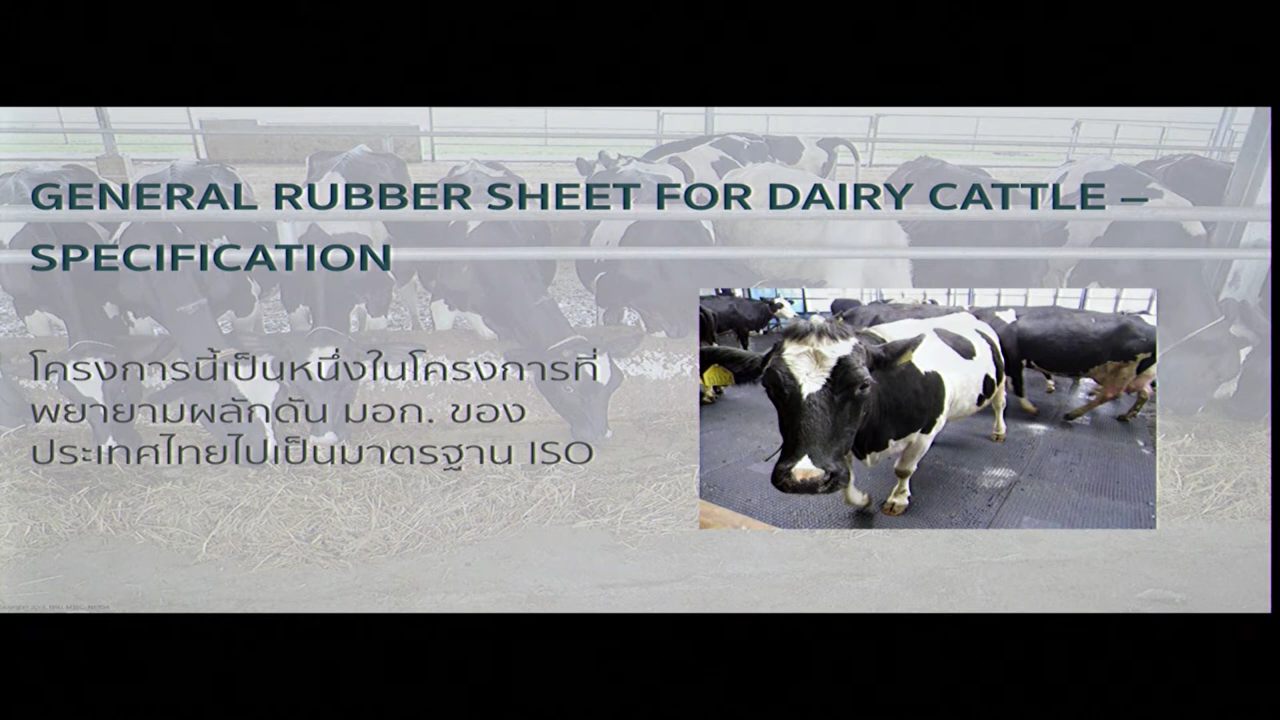 GENERAL RUBBER SHEET FOR DAIRY CATTLE –
SPECIFICATION
โครงการนี้เป็นหนึ่งในโครงการที่
พยายามผลักดัน มอก. ของ
ประเทศไทยไปเป็นมาตรฐาน ISO